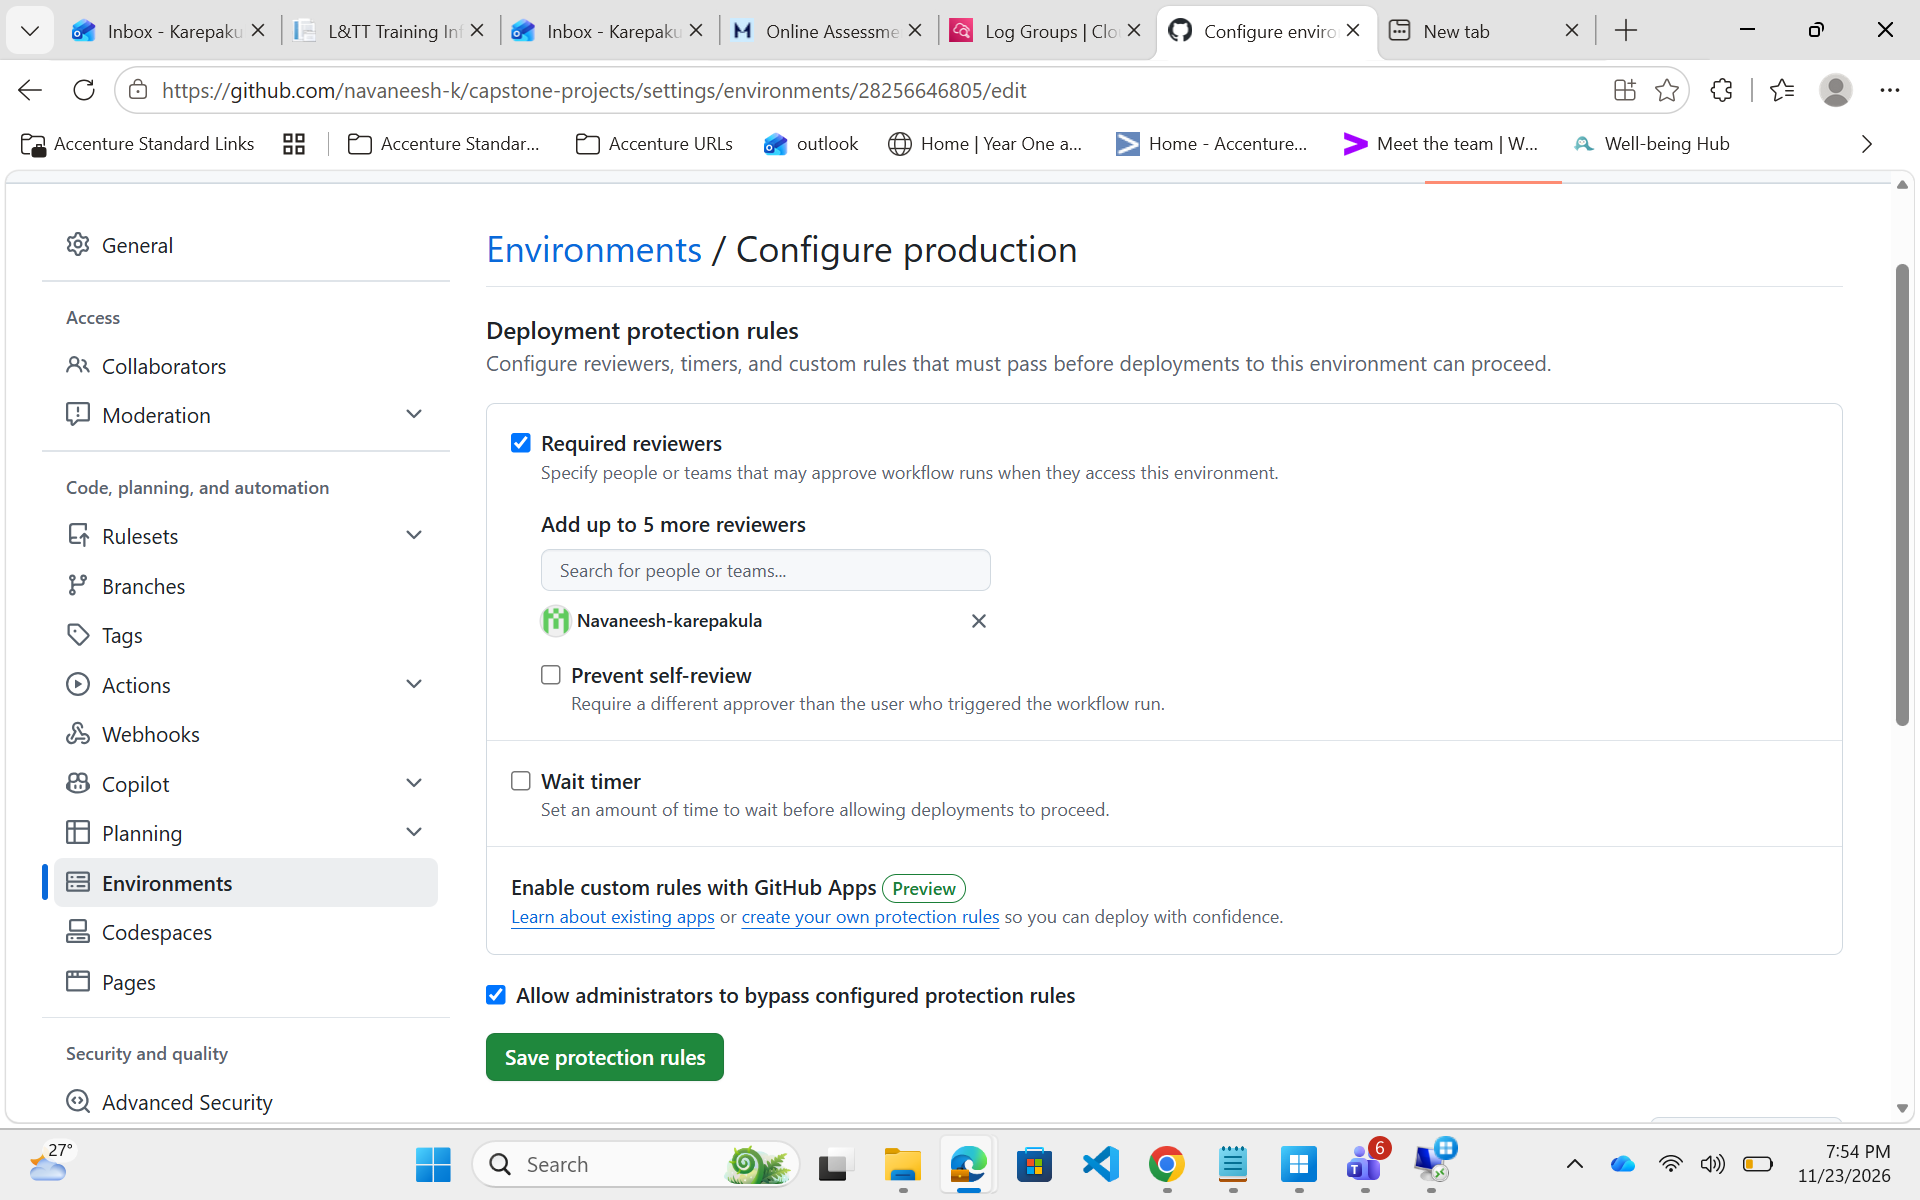 Inbox - Karepaku
L&TT Training Inf
Inbox - Karepaku
Online Assessme
Log Groups | Clo
Configure enviro
New tab
https://github.com/navaneesh-k/capstone-projects/settings/environments/28256646805/edit
Accenture Standard Links
Accenture Standar...
Accenture URLs
outlook
Home | Year One a...
Home - Accenture...
Meet the team | W...
Well-being Hub
General
Access
Collaborators
Moderation
Code, planning, and automation
Rulesets
Branches
Tags
Actions
Webhooks
Copilot
Planning
Environments
Codespaces
Pages
Security and quality
Advanced Security
Environments / Configure production
Deployment protection rules
Configure reviewers, timers, and custom rules that must pass before deployments to this environment can proceed.
Required reviewers
Specify people or teams that may approve workflow runs when they access this environment.
Add up to 5 more reviewers
Search for people or teams...
Navaneesh-karepakula
Prevent self-review
Require a different approver than the user who triggered the workflow run.
Wait timer
Set an amount of time to wait before allowing deployments to proceed.
Enable custom rules with GitHub Apps Preview
Learn about existing apps or create your own protection rules so you can deploy with confidence.
Allow administrators to bypass configured protection rules
Save protection rules
27°
Search
6
7:54 PM
11/23/2026